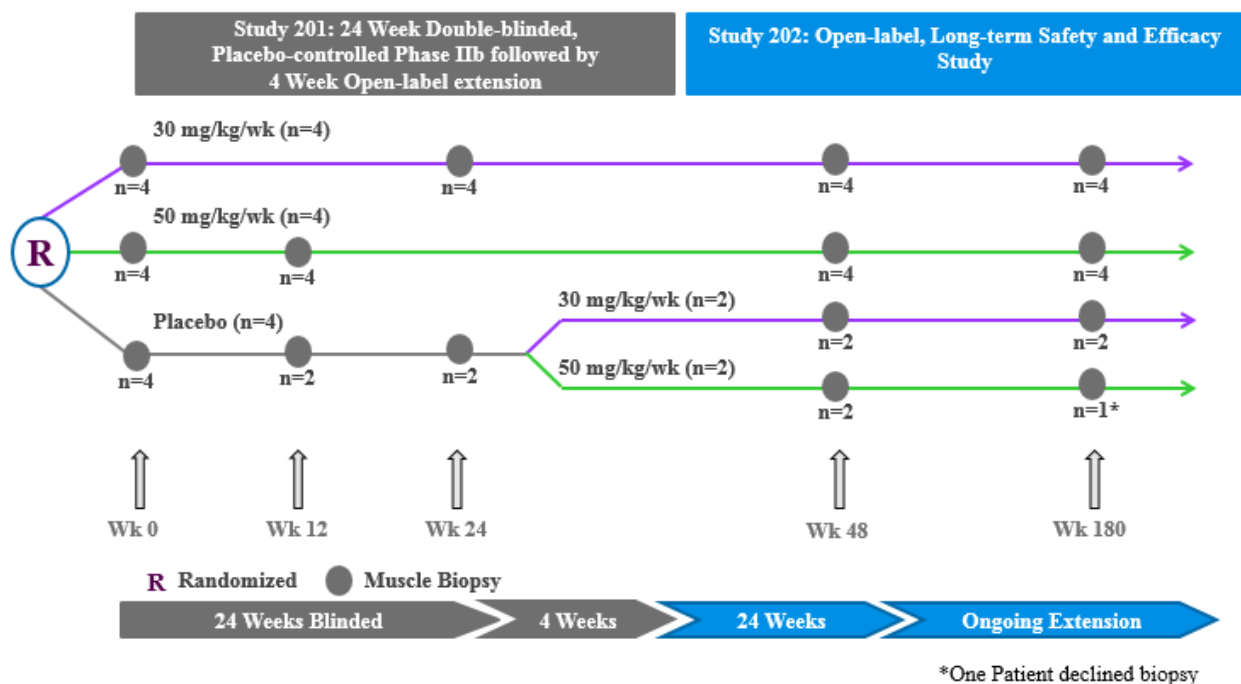 Study 201: 24 Week Double-blinded,
Placebo-controlled Phase IIb followed by
4 Week Open-label extension
Study 202: Open-label, Long-term Safety and Efficacy
Study
30 mg/kg/wk (n=4)
n=4
n=4
n=4
n=4
50 mg/kg/wk (n=4)
R
n=4
n=4
n=4
n=4
Placebo (n=4)
n=4
n=2
n=2
30 mg/kg/wk (n=2)
n=2
n=2
50 mg/kg/wk (n=2)
n=2
n=1*
Wk 0
Wk 12
Wk 24
Wk 48
Wk 180
R Randomized
Muscle Biopsy
24 Weeks Blinded
4 Weeks
24 Weeks
Ongoing Extension
*One Patient declined biopsy